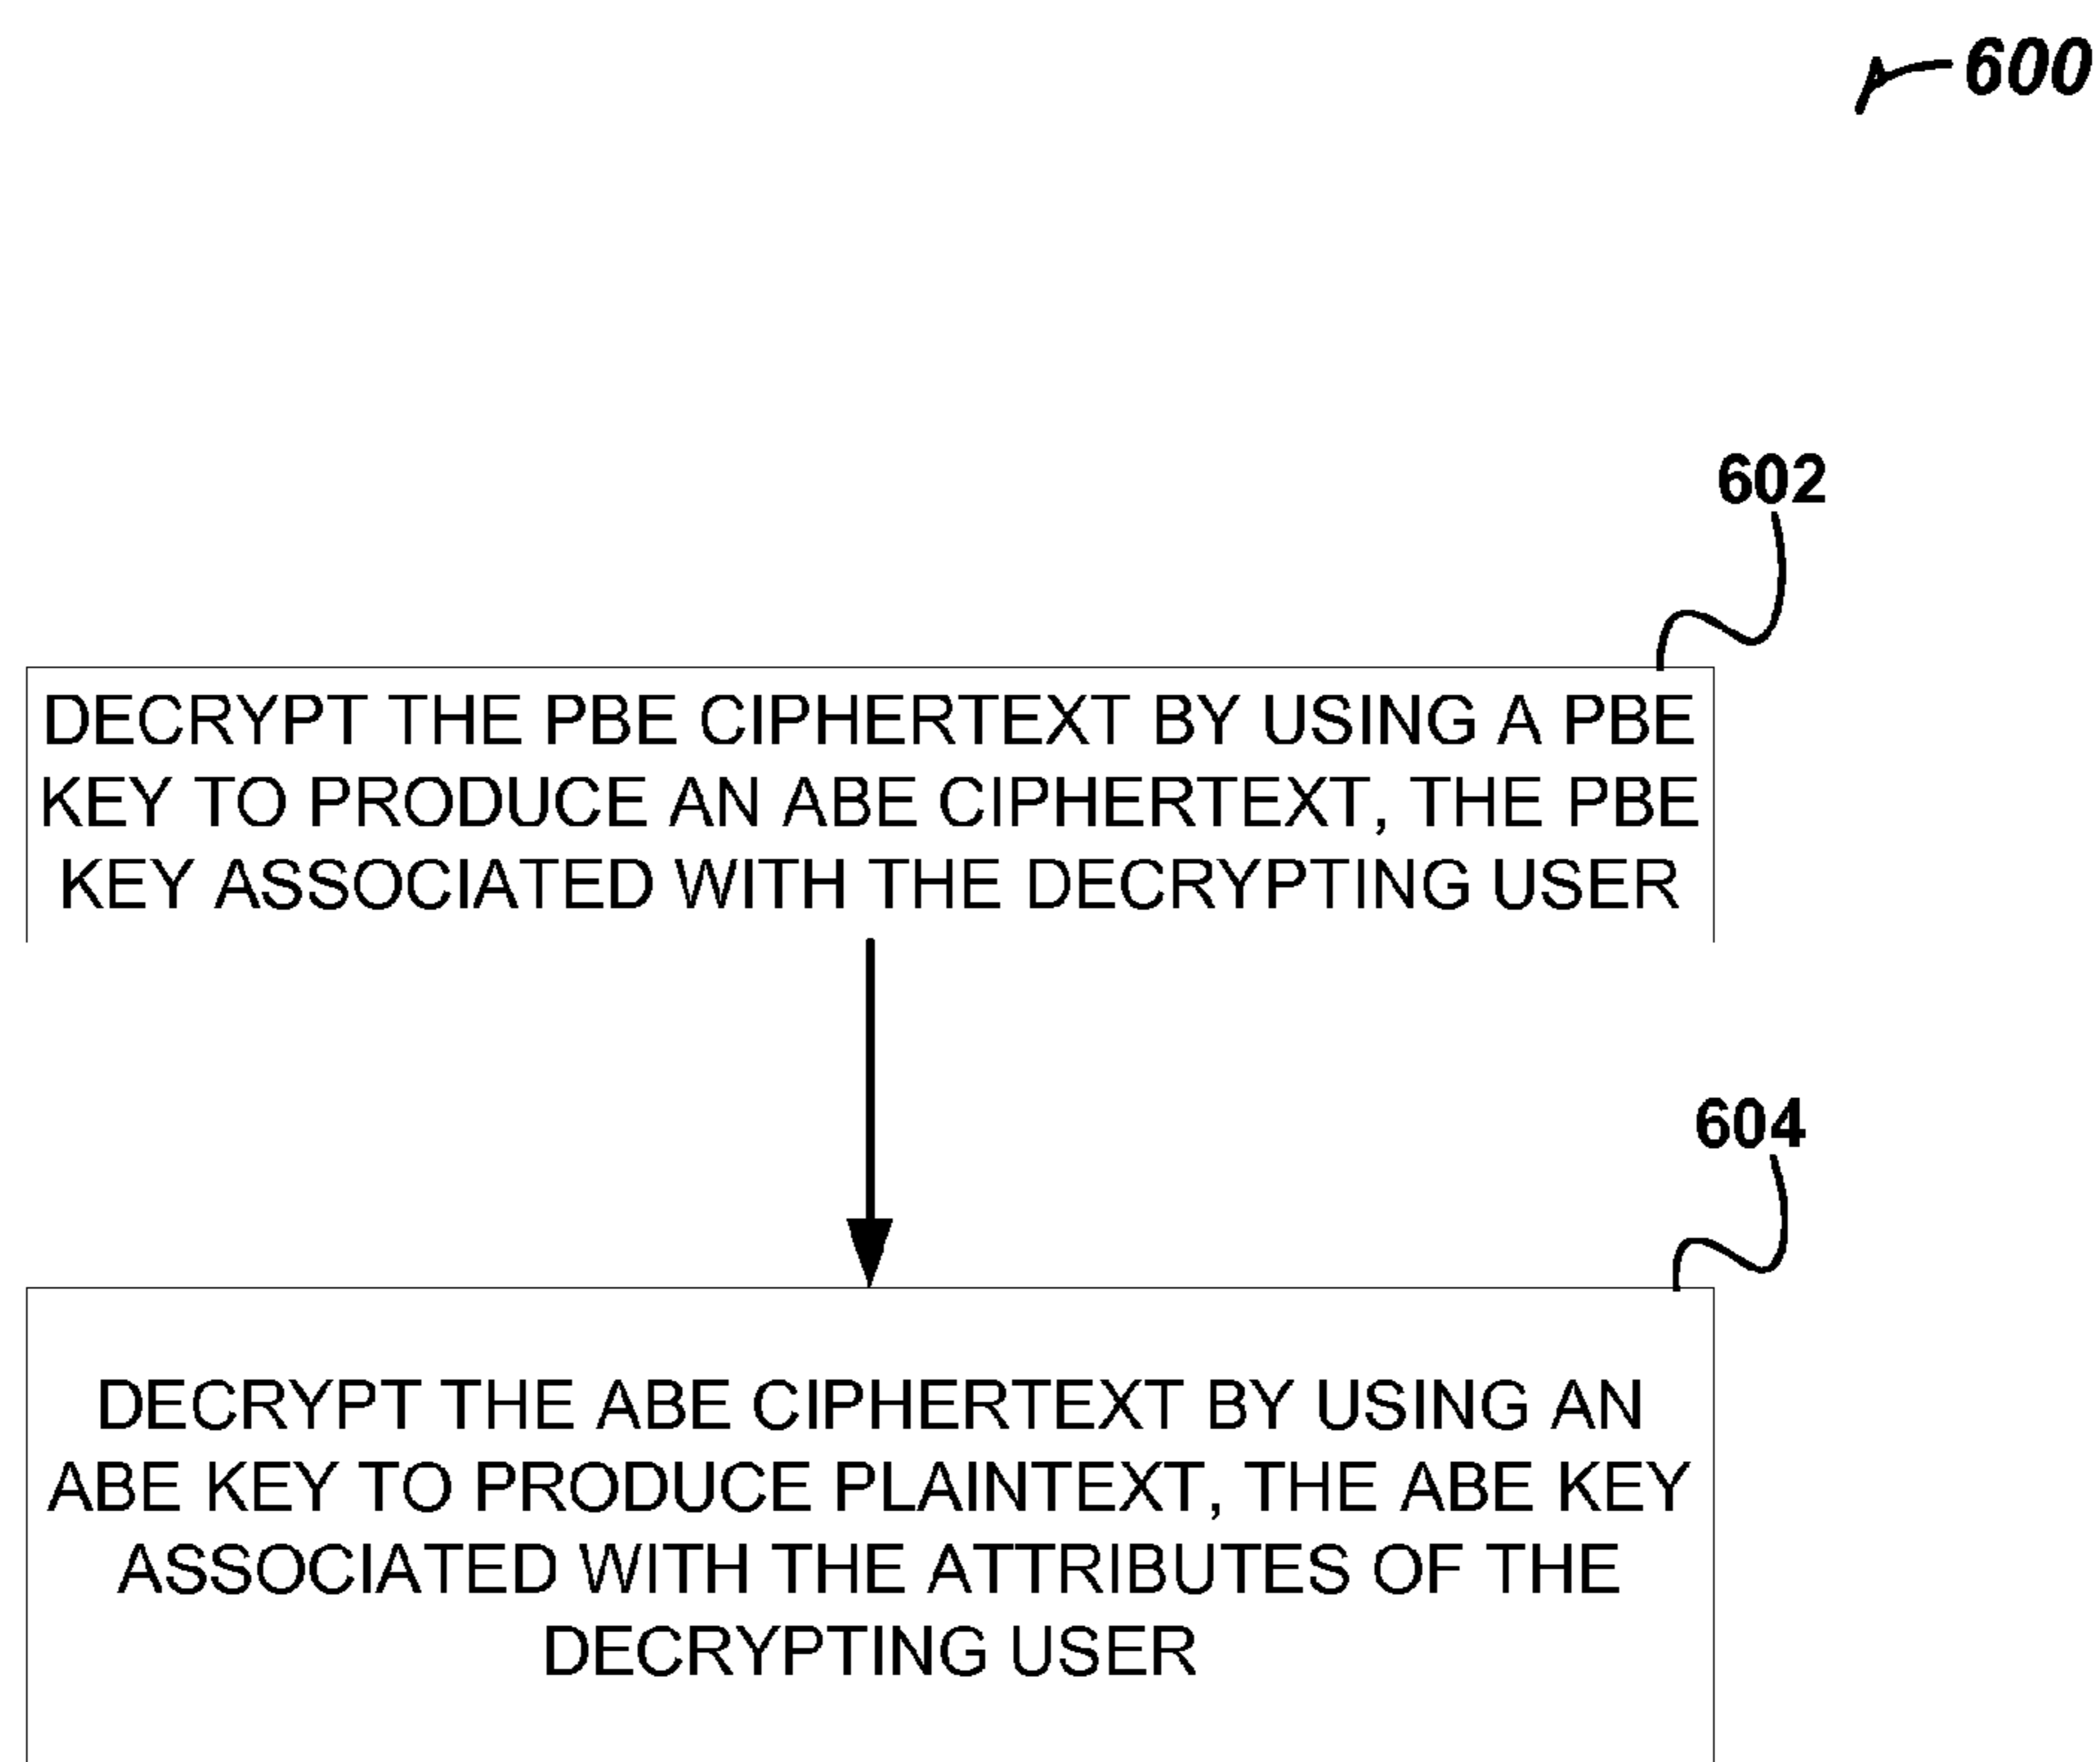 600
602
DECRYPT THE PBE CIPHERTEXT BY USING A PBE
KEY TO PRODUCE AN ABE CIPHERTEXT, THE PBE
KEY ASSOCIATED WITH THE DECRYPTING USER
604
DECRYPT THE ABE CIPHERTEXT BY USING AN
ABE KEY TO PRODUCE PLAINTEXT, THE ABE KEY
ASSOCIATED WITH THE ATTRIBUTES OF THE
DECRYPTING USER